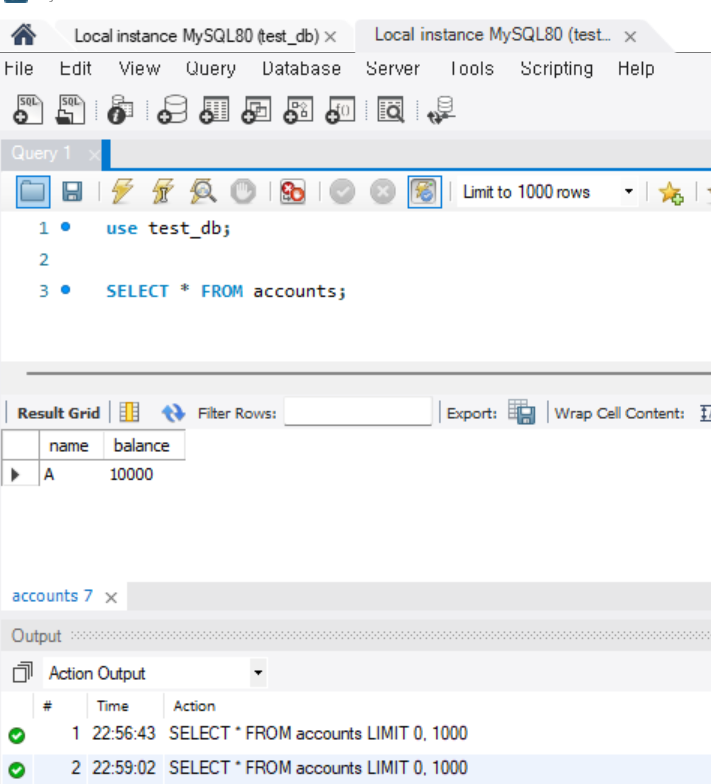 Local instance MySQL80 (test_db) × Local instance MySQL80 (test... ×
File Edit View Query Database Server Tools Scripting Help
Query 1 ×
Limit to 1000 rows
1 use test_db;
2
3 SELECT * FROM accounts;
Result Grid Filter Rows: Export: Wrap Cell Content:
name balance
A 10000
accounts 7 ×
Output
Action Output
# Time Action
1 22:56:43 SELECT * FROM accounts LIMIT 0, 1000
2 22:59:02 SELECT * FROM accounts LIMIT 0, 1000